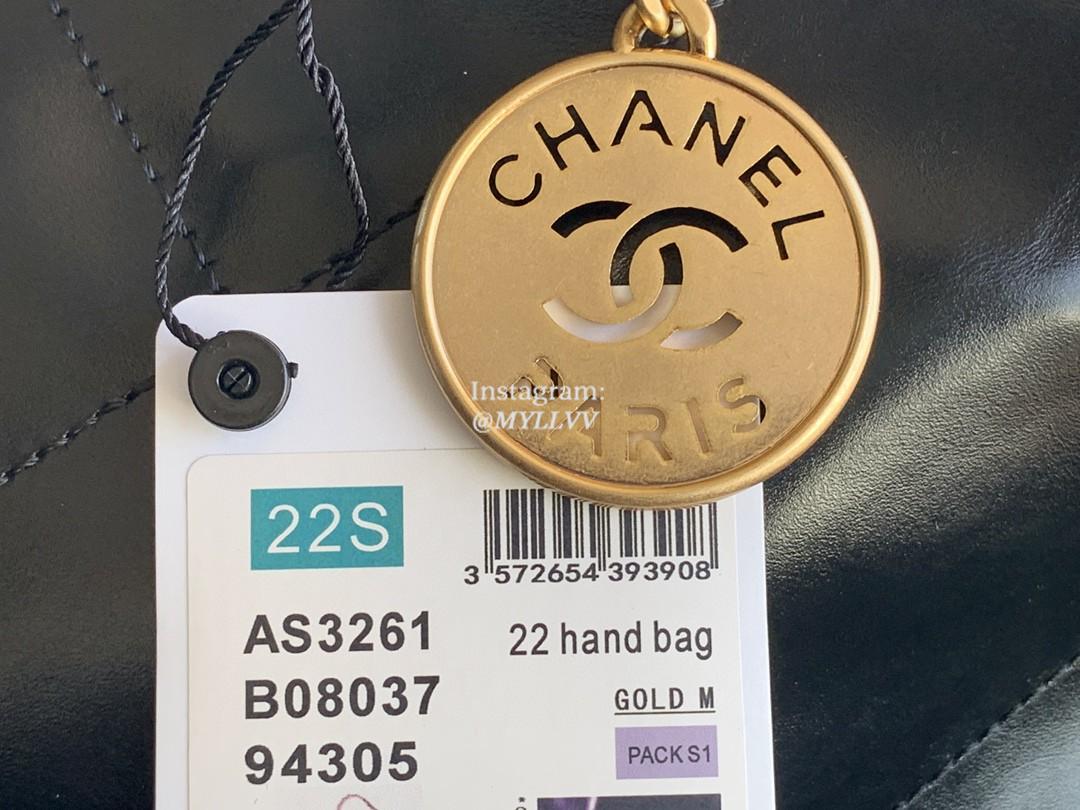 CHANEL
PARIS
Instagram:
@MYLLVV
22S
3 572654 393908
AS3261
22 hand bag
B08037
GOLD M
94305
PACK S1